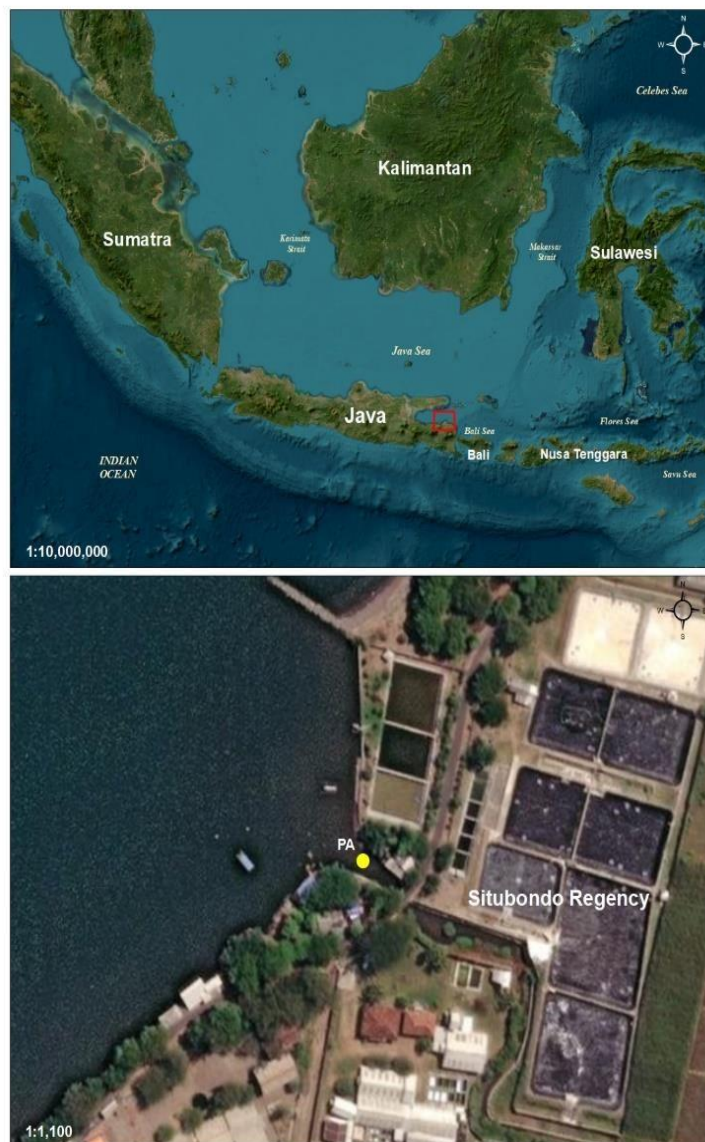 N
W
S
Celebes Sea
Kalimantan
Sumatra
Karimata
Strait
Makassar
Strait
Sulawesi
Java Sea
Java
Flores Sea
Bali Sea
Bali
Nusa Tenggara
INDIAN
OCEAN
Savu Sea
1:10,000,000
N
W
E
S
PA
Situbondo Regency
1:1,100